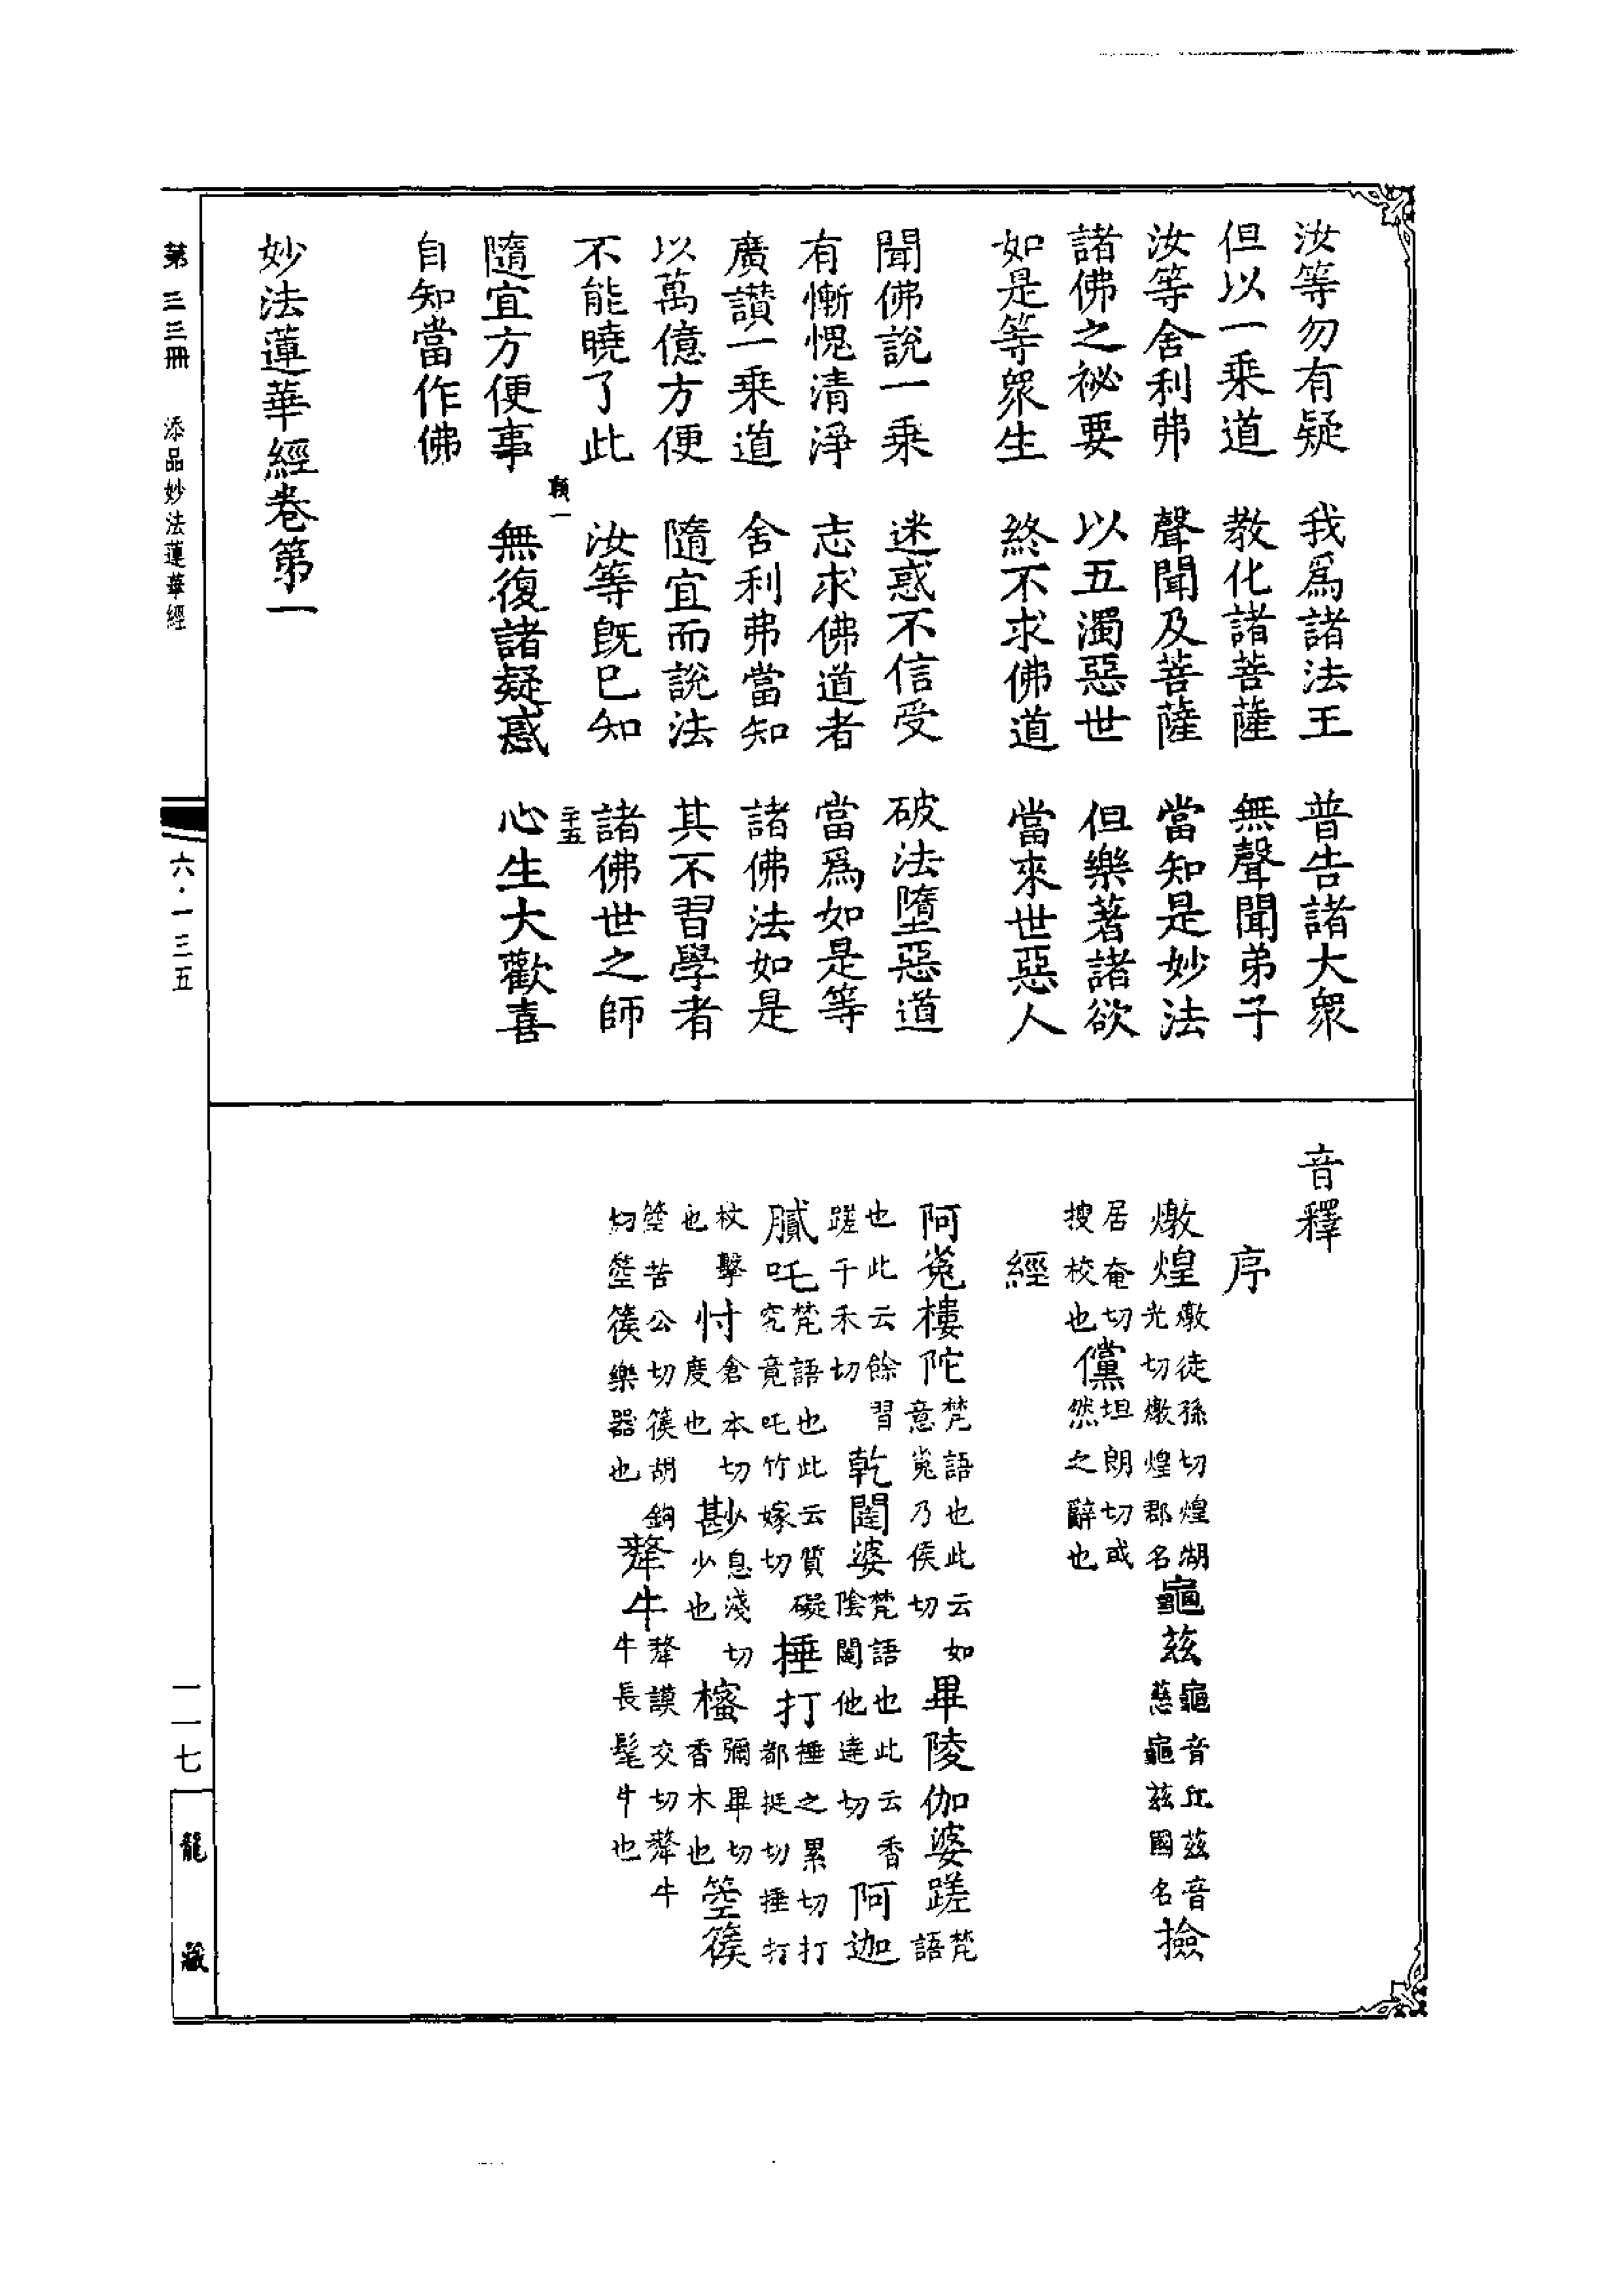 汝等勿有疑　我爲諸法王　普告諸大衆
但以一乘道　教化諸菩薩　無聲聞弟子
汝等舍利弗　聲聞及菩薩　當知是妙法
諸佛之祕要　以五濁惡世　但樂著諸欲
如是等衆生　終不求佛道　當來世惡人
聞佛說一乘　迷惑不信受　破法墮惡道
有慚愧清淨　志求佛道者　當爲如是等
廣讚一乘道　舍利弗當知　諸佛法如是
以萬億方便　隨宜而說法　其不習學者
不能曉了此　汝等既已知　諸佛世之師
二十五
隨宜方便事　無復諸疑惑　心生大歡喜
自知當作佛
妙法蓮華經卷第一
音釋
序
燉煌燉徒孫切煌湖光切燉煌郡名龜茲龜音丘茲音慈龜茲國名撿
居奄切搜校也儻坦朗切或然之辭也
經
阿㝹樓陀梵語也此云如意㝹乃侯切畢陵伽婆蹉梵語
也此云餘習蹉千禾切乾闥婆梵語也此云香陰闥他達切阿迦
膩吒梵語也此云質礙究竟吒竹嫁切捶打捶之累切打都挺切捶打
杖擊也忖倉本切度也尠息淺切少也樒彌畢切香木也箜篌
箜苦公切篌胡鉤切箜篌樂器也犛牛犛謨交切犛牛牛長髦牛也
第三三冊　添品妙法蓮華經　六·一三五　一一七　龍藏